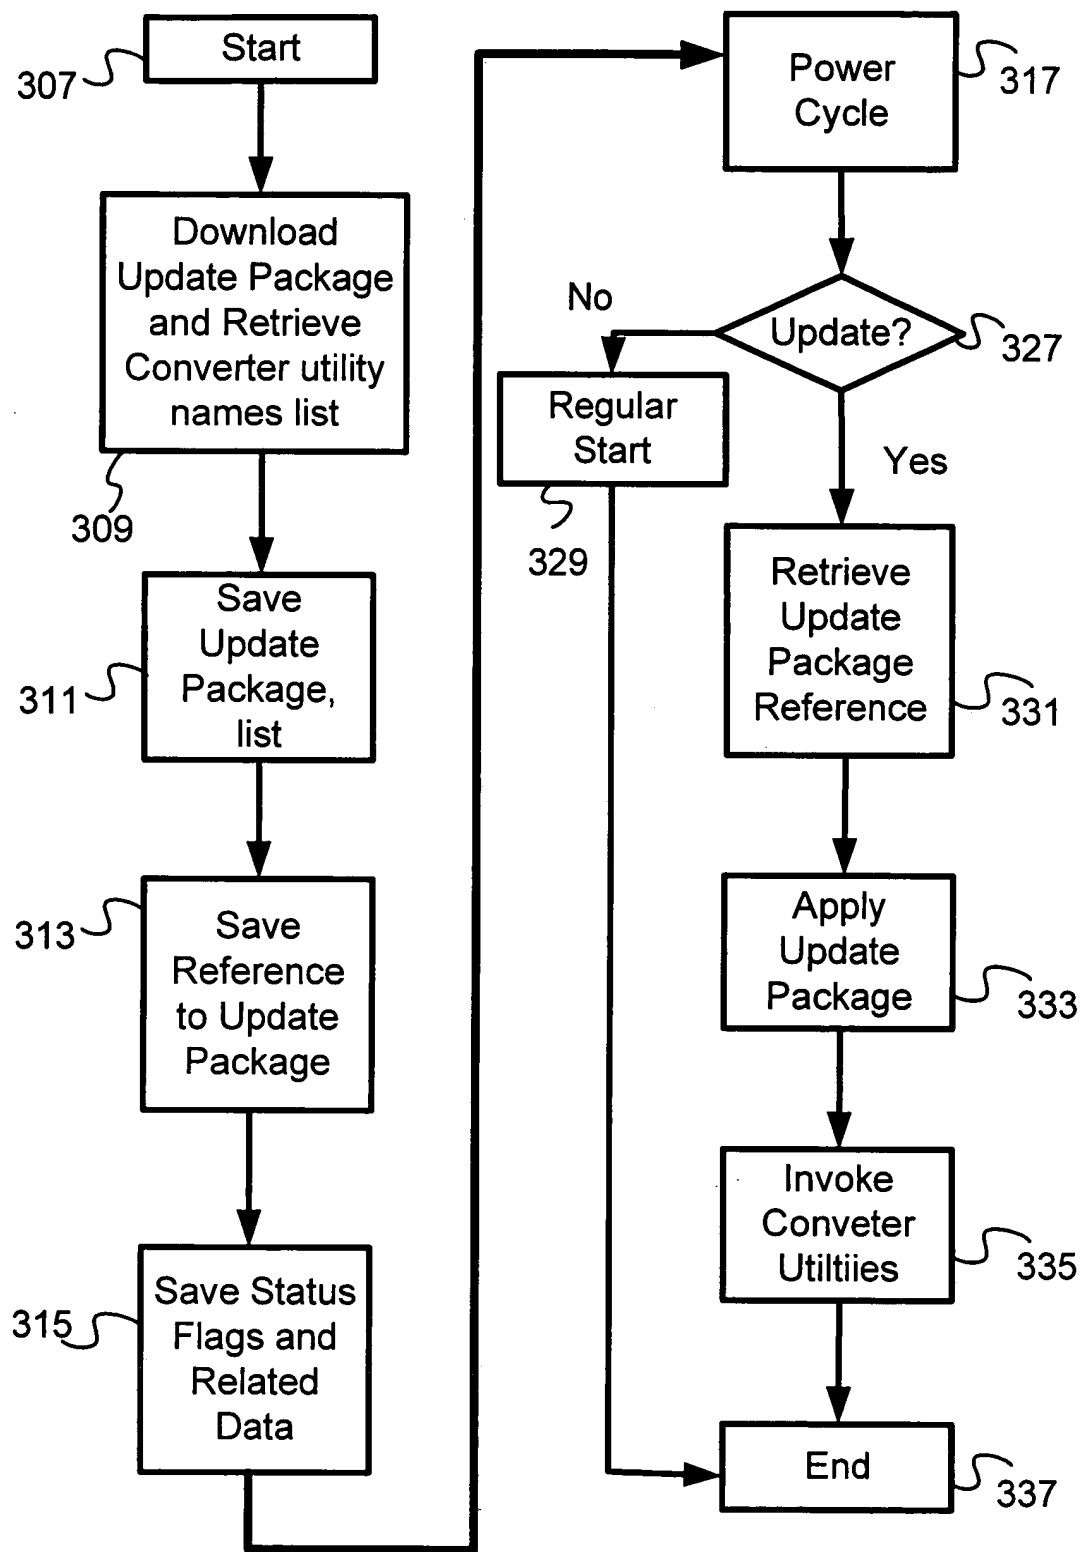 Start
307
Download
Update Package
and Retrieve
Converter utility
names list
309
Save
Update
Package,
list
311
Save
Reference
to Update
Package
313
Save Status
Flags and
Related
Data
315
Power
Cycle
317
Update?
327
No
Yes
Regular
Start
329
Retrieve
Update
Package
Reference
331
Apply
Update
Package
333
Invoke
Conveter
Utiltiies
335
End
337